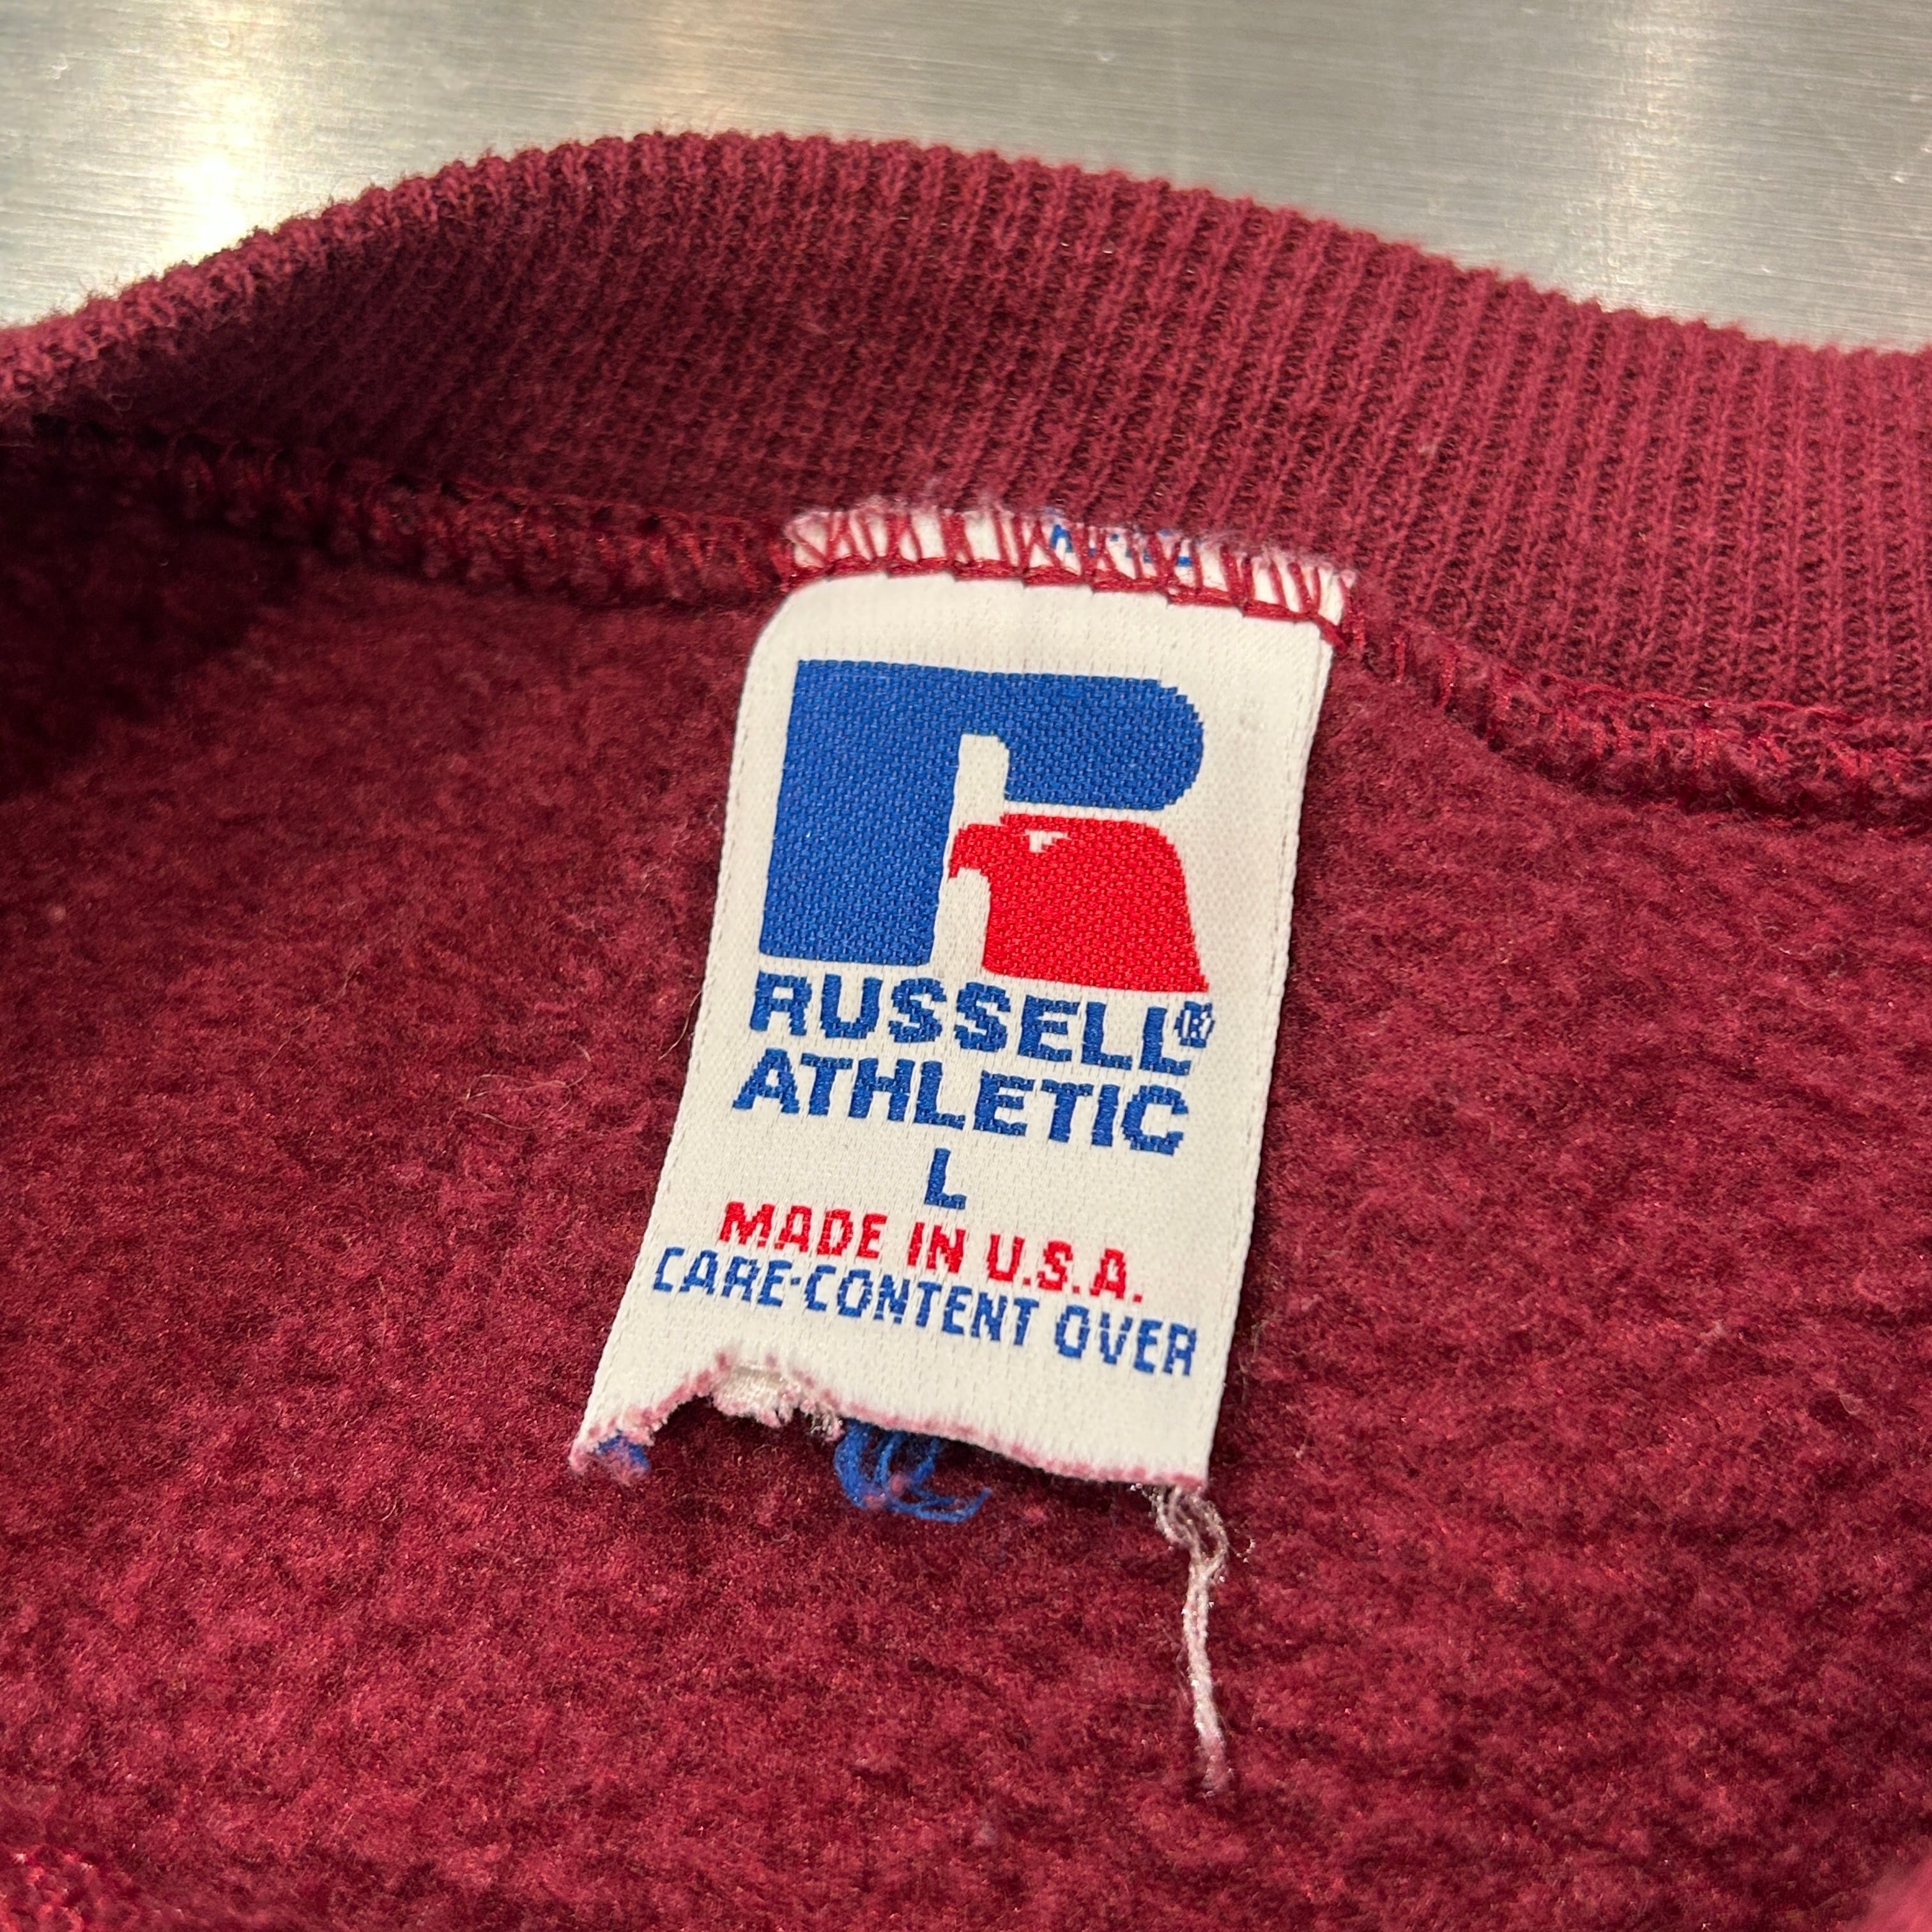 RUSSELL®
ATHLETIC
L
MADE IN U.S.A.
CARE-CONTENT OVER